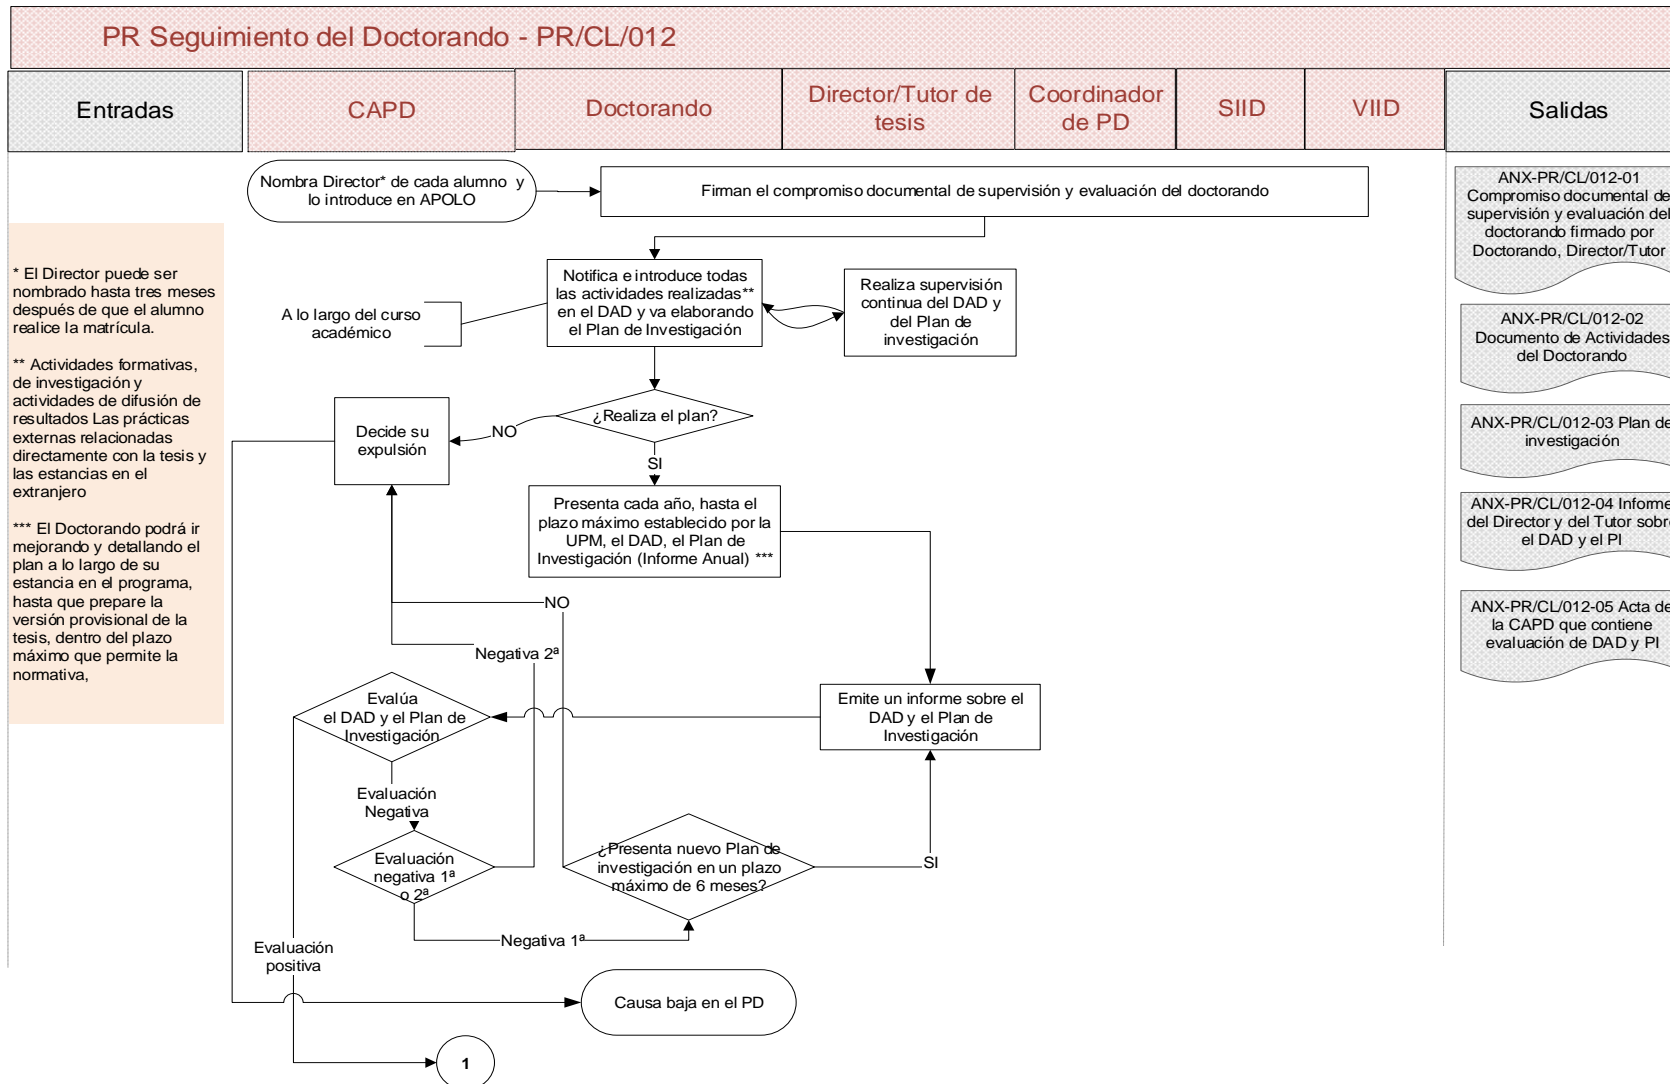 PR Seguimiento del Doctorando - PR/CL/012
Entradas
CAPD
Doctorando
Director/Tutor de
tesis
Coordinador
de PD
SIID
VIID
Salidas
Nombra Director* de cada alumno y
lo introduce en APOLO
Firman el compromiso documental de supervisión y evaluación del doctorando
* El Director puede ser
nombrado hasta tres meses
después de que el alumno
realice la matrícula.
** Actividades formativas,
de investigación y
actividades de difusión de
resultados Las prácticas
externas relacionadas
directamente con la tesis y
las estancias en el
extranjero
*** El Doctorando podrá ir
mejorando y detallando el
plan a lo largo de su
estancia en el programa,
hasta que prepare la
versión provisional de la
tesis, dentro del plazo
máximo que permite la
normativa,
A lo largo del curso
académico
Notifica e introduce todas
las actividades realizadas**
en el DAD y va elaborando
el Plan de Investigación
Realiza supervisión
continua del DAD y
del Plan de
investigación
¿Realiza el plan?
NO
Decide su
expulsión
SI
Presenta cada año, hasta el
plazo máximo establecido por la
UPM, el DAD, el Plan de
Investigación (Informe Anual) ***
NO
Negativa 2ª
Evalúa
el DAD y el Plan de
Investigación
Emite un informe sobre el
DAD y el Plan de
Investigación
Evaluación
Negativa
Evaluación
negativa 1ª
o 2ª
¿Presenta nuevo Plan de
investigación en un plazo
máximo de 6 meses?
SI
Negativa 1ª
Evaluación
positiva
Causa baja en el PD
1
ANX-PR/CL/012-01
Compromiso documental de
supervisión y evaluación del
doctorando firmado por
Doctorando, Director/Tutor
ANX-PR/CL/012-02
Documento de Actividades
del Doctorando
ANX-PR/CL/012-03 Plan de
investigación
ANX-PR/CL/012-04 Informe
del Director y del Tutor sobre
el DAD y el PI
ANX-PR/CL/012-05 Acta de
la CAPD que contiene
evaluación de DAD y PI